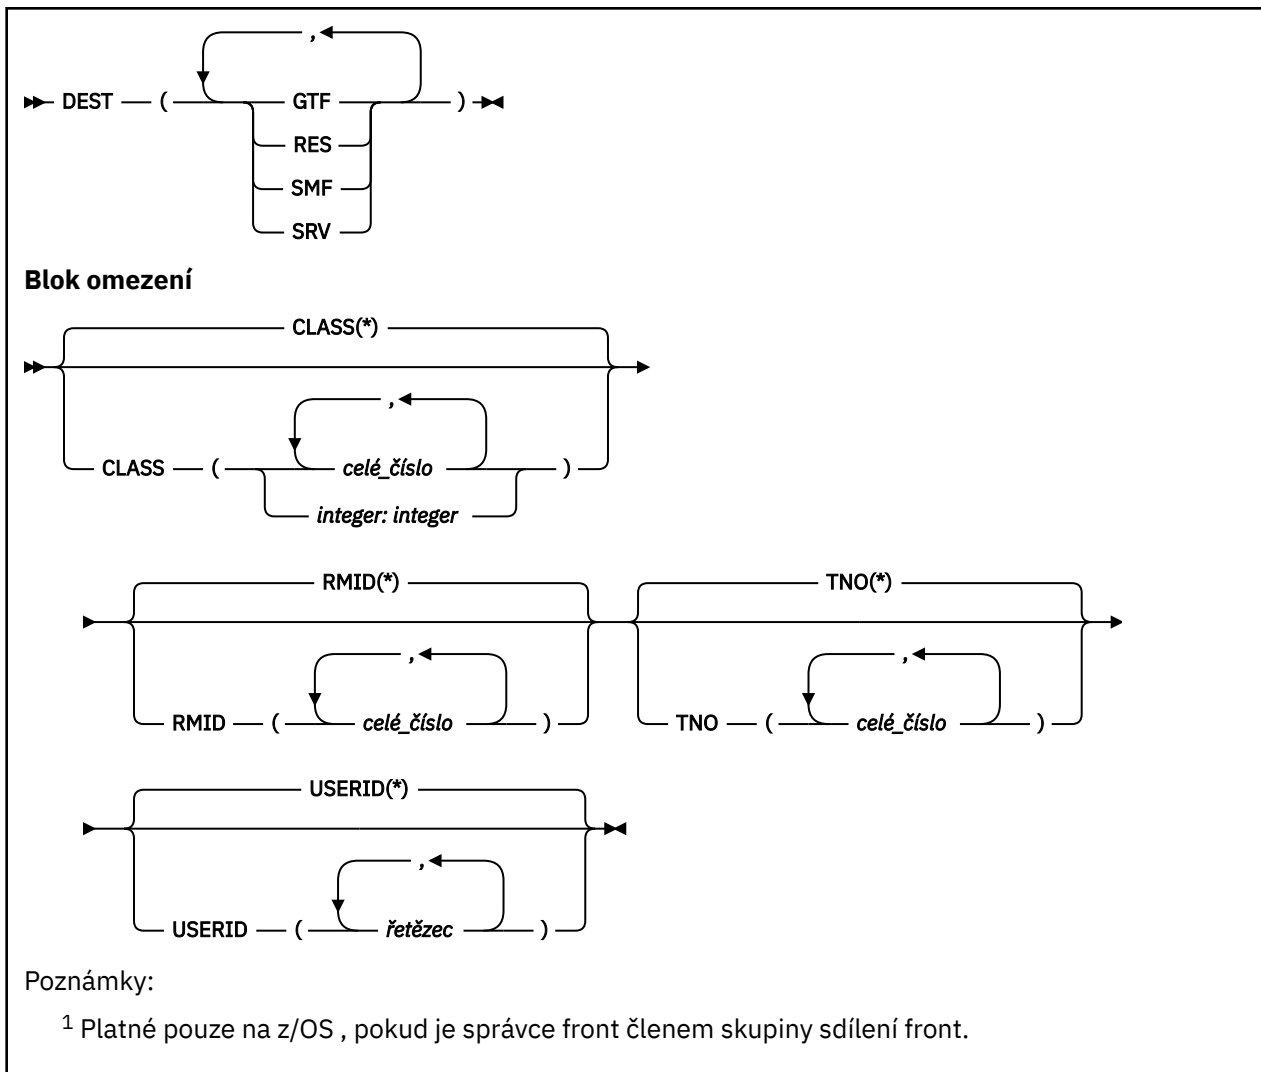 ,
DEST ( GTF )
RES
SMF
SRV
Blok omezení
CLASS(*)
,
CLASS ( celé_číslo )
integer: integer
RMID(*) TNO(*)
, ,
RMID ( celé_číslo ) TNO ( celé_číslo )
USERID(*)
,
USERID ( řetězec )
Poznámky:
1 Platné pouze na z/OS , pokud je správce front členem skupiny sdílení front.